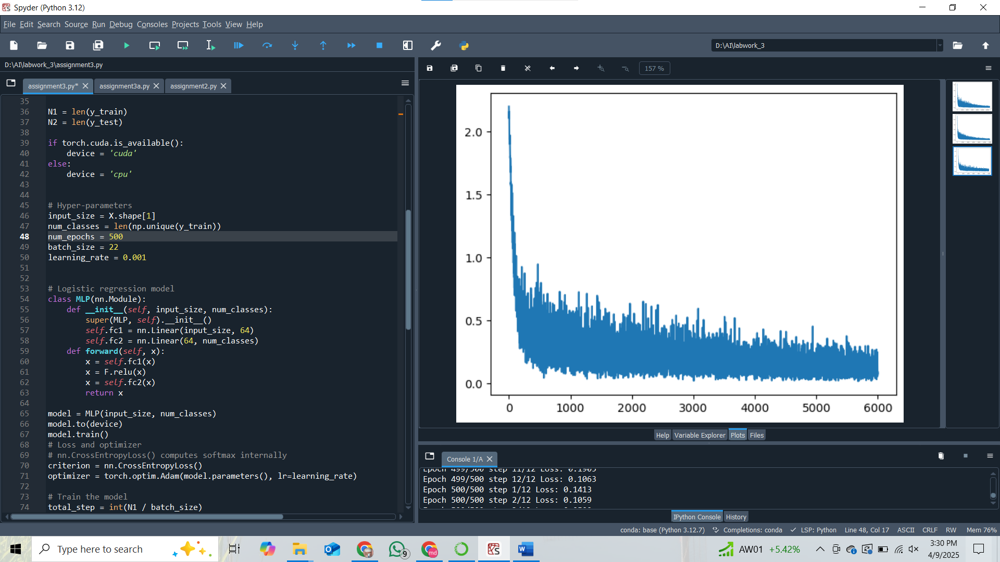 Spyder (Python 3.12)
File Edit Search Source Run Debug Consoles Projects Tools View Help
D:\AI\labwork_3
D:\AI\labwork_3\assignment3.py
assignment3.py*
assignment3a.py
assignment2.py
35
36 N1 = len(y_train)
37 N2 = len(y_test)
38
39 if torch.cuda.is_available():
40 device = 'cuda'
41 else:
42 device = 'cpu'
43
44
45 # Hyper-parameters
46 input_size = X.shape[1]
47 num_classes = len(np.unique(y_train))
48 num_epochs = 500
49 batch_size = 22
50 learning_rate = 0.001
51
52
53 # Logistic regression model
54 class MLP(nn.Module):
55 def __init__(self, input_size, num_classes):
56 super(MLP, self).__init__()
57 self.fc1 = nn.Linear(input_size, 64)
58 self.fc2 = nn.Linear(64, num_classes)
59 def forward(self, x):
60 x = self.fc1(x)
61 x = F.relu(x)
62 x = self.fc2(x)
63 return x
64
65 model = MLP(input_size, num_classes)
66 model.to(device)
67 model.train()
68 # Loss and optimizer
69 # nn.CrossEntropyLoss() computes softmax internally
70 criterion = nn.CrossEntropyLoss()
71 optimizer = torch.optim.Adam(model.parameters(), lr=learning_rate)
72
73 # Train the model
74 total_step = int(N1 / batch_size)
157 %
2.0
1.5
1.0
0.5
0.0
0 1000 2000 3000 4000 5000 6000
Help Variable Explorer Plots Files
Console 1/A
Epoch 499/500 step 11/12 Loss: 0.1905
Epoch 499/500 step 12/12 Loss: 0.1063
Epoch 500/500 step 1/12 Loss: 0.1413
Epoch 500/500 step 2/12 Loss: 0.1059
IPython Console History
conda: base (Python 3.12.7) Completions: conda LSP: Python Line 48, Col 17 ASCII CRLF RW Mem 76%
Type here to search
9
AW01 +5.42%
3:30 PM
4/9/2025